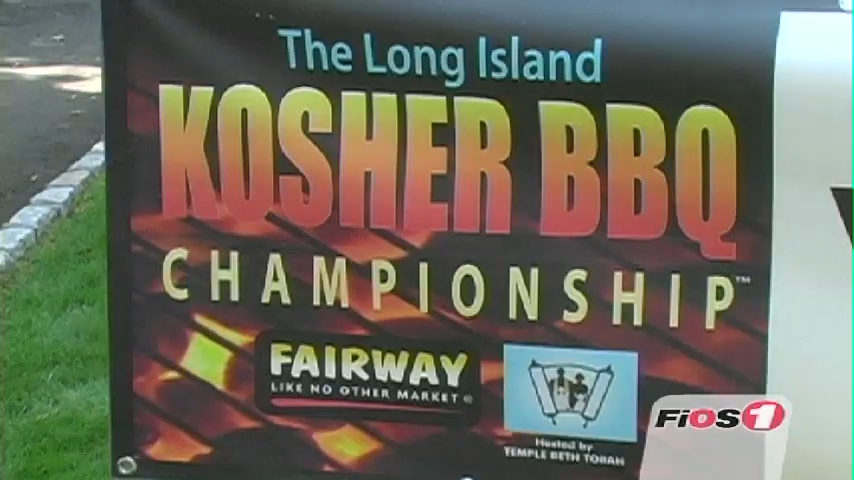 The Long Island
KOSHER BBQ
CHAMPIONSHIP™
FAIRWAY
LIKE NO OTHER MARKET®
Hosted by
TEMPLE BETH TORAH
FiOS1